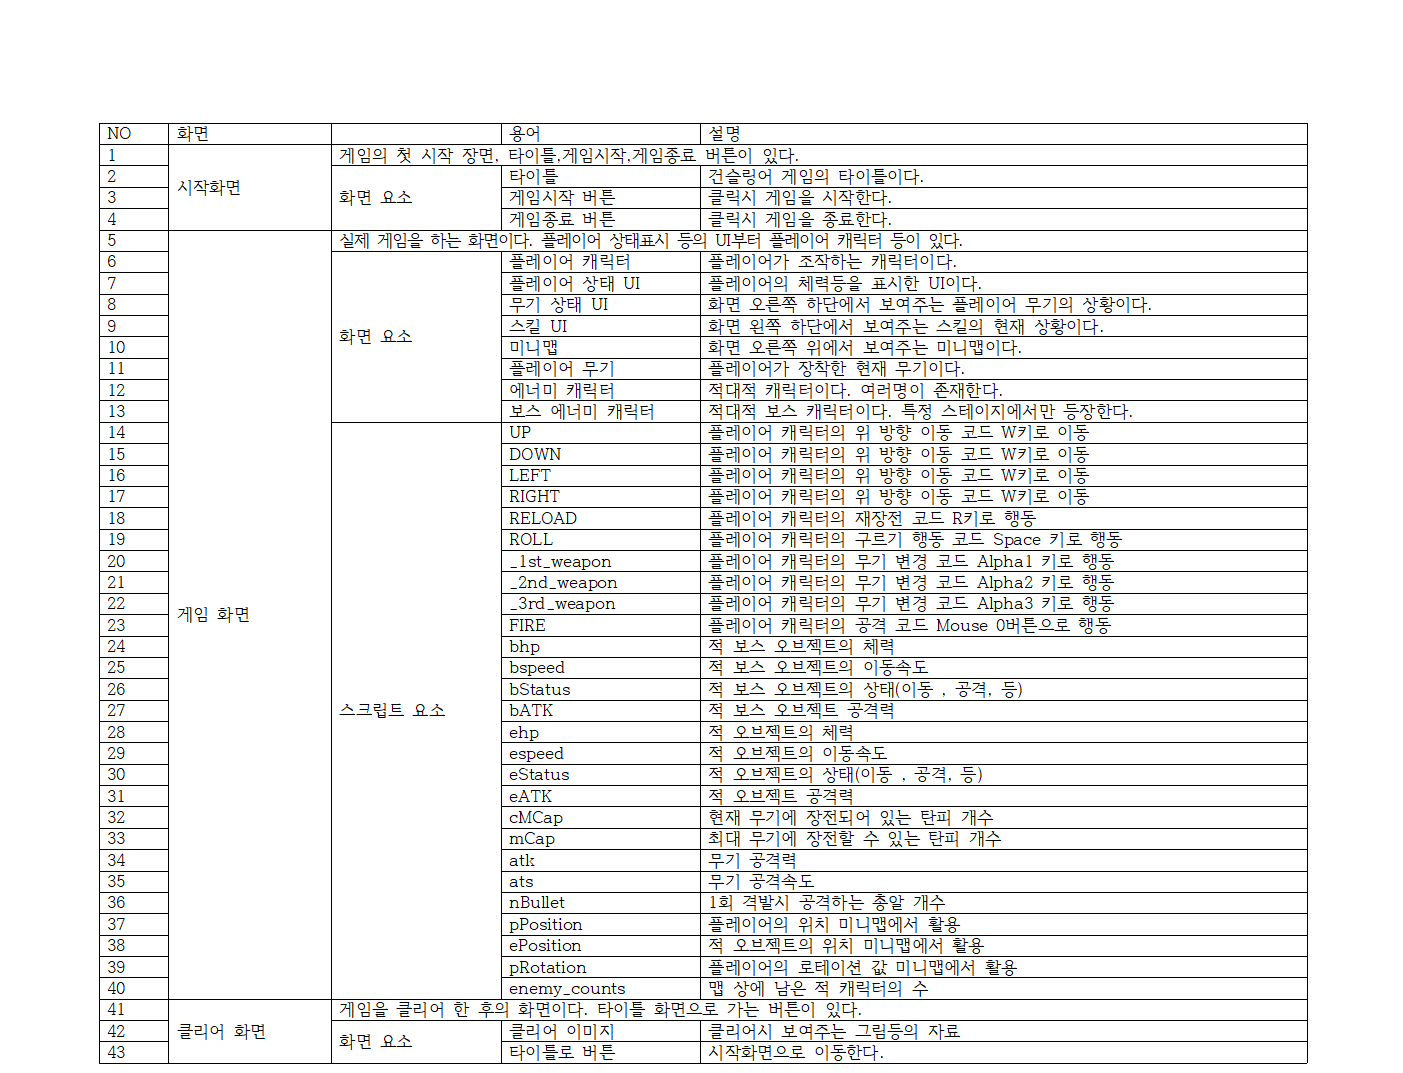 NO 화면 용어 설명
1 게임의 첫 시작 장면, 타이틀,게임시작,게임종료 버튼이 있다.
시작화면
2 화면 요소 타이틀 건슬링어 게임의 타이틀이다.
3 게임시작 버튼 클릭시 게임을 시작한다.
4 게임종료 버튼 클릭시 게임을 종료한다.
5 실제 게임을 하는 화면이다. 플레이어 상태표시 등의 UI부터 플레이어 캐릭터 등이 있다.
6 플레이어 캐릭터 플레이어가 조작하는 캐릭터이다.
7 플레이어 상태 UI 플레이어의 체력등을 표시한 UI이다.
8 무기 상태 UI 화면 오른쪽 하단에서 보여주는 플레이어 무기의 상황이다.
9 화면 요소 스킬 UI 화면 왼쪽 하단에서 보여주는 스킬의 현재 상황이다.
10 미니맵 화면 오른쪽 위에서 보여주는 미니맵이다.
11 플레이어 무기 플레이어가 장착한 현재 무기이다.
12 에너미 캐릭터 적대적 캐릭터이다. 여러명이 존재한다.
13 보스 에너미 캐릭터 적대적 보스 캐릭터이다. 특정 스테이지에서만 등장한다.
14 UP 플레이어 캐릭터의 위 방향 이동 코드 W키로 이동
15 DOWN 플레이어 캐릭터의 위 방향 이동 코드 W키로 이동
16 LEFT 플레이어 캐릭터의 위 방향 이동 코드 W키로 이동
17 RIGHT 플레이어 캐릭터의 위 방향 이동 코드 W키로 이동
18 RELOAD 플레이어 캐릭터의 재장전 코드 R키로 행동
19 ROLL 플레이어 캐릭터의 구르기 행동 코드 Space 키로 행동
20 _1st_weapon 플레이어 캐릭터의 무기 변경 코드 Alpha1 키로 행동
21 _2nd_weapon 플레이어 캐릭터의 무기 변경 코드 Alpha2 키로 행동
22 _3rd_weapon 플레이어 캐릭터의 무기 변경 코드 Alpha3 키로 행동
게임 화면
23 FIRE 플레이어 캐릭터의 공격 코드 Mouse 0버튼으로 행동
24 bhp 적 보스 오브젝트의 체력
25 bspeed 적 보스 오브젝트의 이동속도
26 bStatus 적 보스 오브젝트의 상태(이동 , 공격, 등)
27 스크립트 요소 bATK 적 보스 오브젝트 공격력
28 ehp 적 오브젝트의 체력
29 espeed 적 오브젝트의 이동속도
30 eStatus 적 오브젝트의 상태(이동 , 공격, 등)
31 eATK 적 오브젝트 공격력
32 cMCap 현재 무기에 장전되어 있는 탄피 개수
33 mCap 최대 무기에 장전할 수 있는 탄피 개수
34 atk 무기 공격력
35 ats 무기 공격속도
36 nBullet 1회 격발시 공격하는 총알 개수
37 pPosition 플레이어의 위치 미니맵에서 활용
38 ePosition 적 오브젝트의 위치 미니맵에서 활용
39 pRotation 플레이어의 로테이션 값 미니맵에서 활용
40 enemy_counts 맵 상에 남은 적 캐릭터의 수
41 게임을 클리어 한 후의 화면이다. 타이틀 화면으로 가는 버튼이 있다.
42 클리어 화면 화면 요소 클리어 이미지 클리어시 보여주는 그림등의 자료
43 타이틀로 버튼 시작화면으로 이동한다.